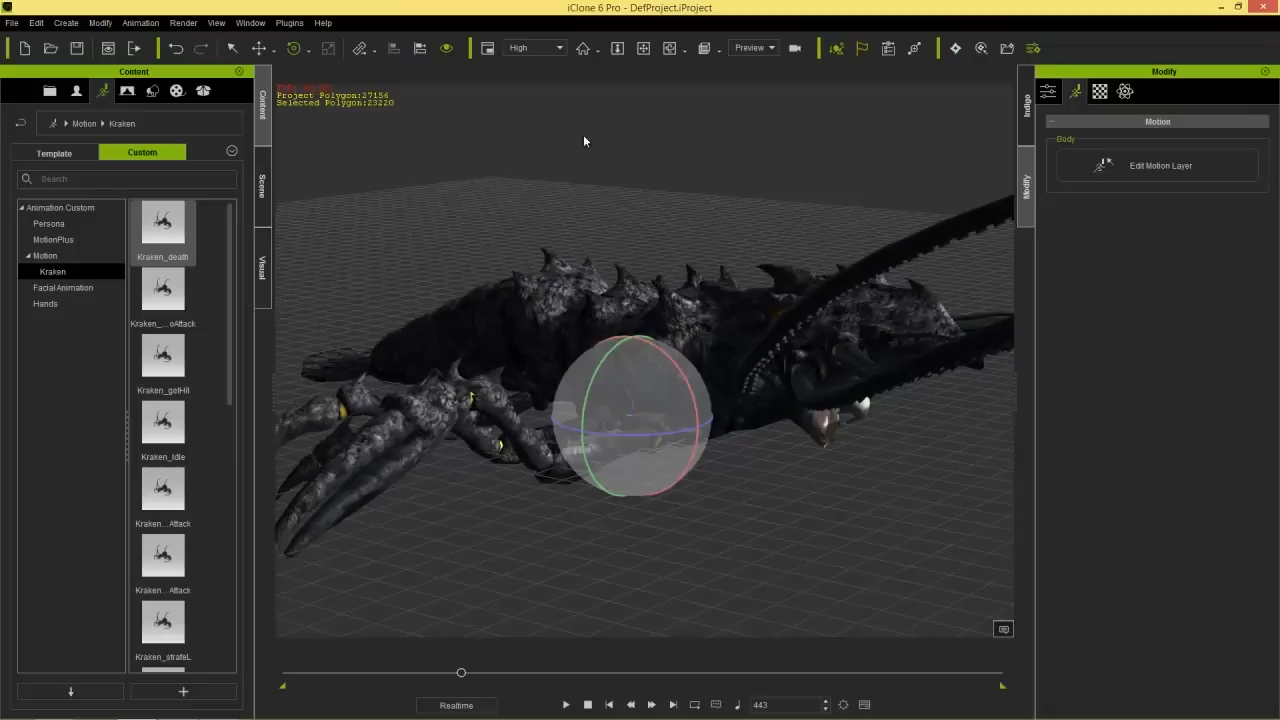 iClone 6 Pro - DefProject.iProject
File Edit Create Modify Animation Render View Window Plugins Help
High
Preview
Content
Modify
Project Polygon:27156
Selected Polygon:23220
Motion Kraken
Template Custom
Search
Animation Custom
Persona
MotionPlus
Motion
Kraken
Facial Animation
Hands
Kraken_death
Kraken_...oAttack
Kraken_getHit
Kraken_Idle
Kraken...Attack
Kraken...Attack
Kraken_strafeL
Content
Scene
Visual
Indigo
Modify
Motion
Body
Edit Motion Layer
Realtime
443